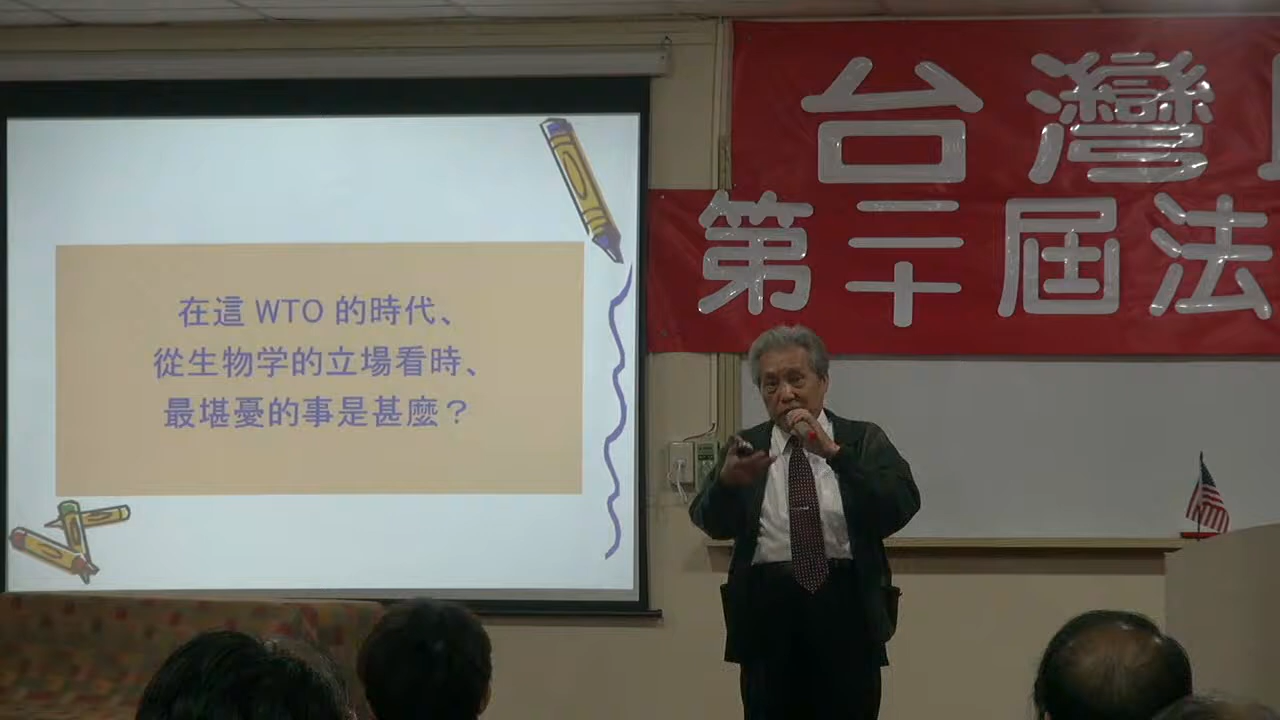 在這 WTO 的時代、
從生物学的立場看時、
最堪憂的事是甚麼？
台灣
第二十屆法